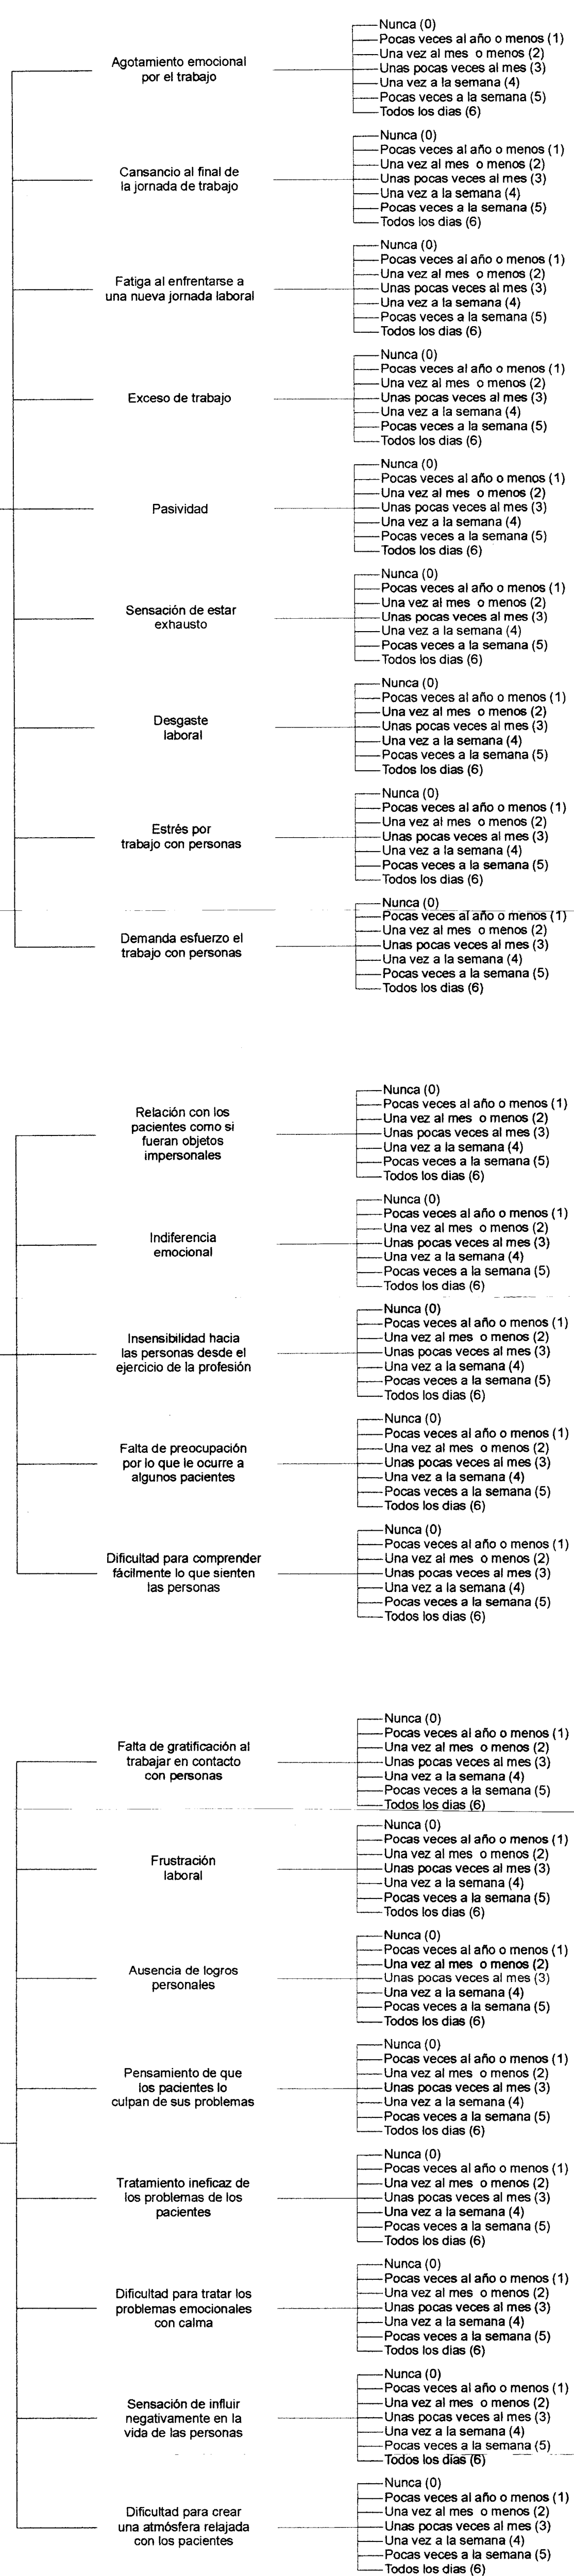 Agotamiento emocional
por el trabajo
Nunca (0)
Pocas veces al año o menos (1)
Una vez al mes o menos (2)
Unas pocas veces al mes (3)
Una vez a la semana (4)
Pocas veces a la semana (5)
Todos los dias (6)
Cansancio al final de
la jornada de trabajo
Nunca (0)
Pocas veces al año o menos (1)
Una vez al mes o menos (2)
Unas pocas veces al mes (3)
Una vez a la semana (4)
Pocas veces a la semana (5)
Todos los dias (6)
Fatiga al enfrentarse a
una nueva jornada laboral
Nunca (0)
Pocas veces al año o menos (1)
Una vez al mes o menos (2)
Unas pocas veces al mes (3)
Una vez a la semana (4)
Pocas veces a la semana (5)
Todos los dias (6)
Exceso de trabajo
Nunca (0)
Pocas veces al año o menos (1)
Una vez al mes o menos (2)
Unas pocas veces al mes (3)
Una vez a la semana (4)
Pocas veces a la semana (5)
Todos los dias (6)
Pasividad
Nunca (0)
Pocas veces al año o menos (1)
Una vez al mes o menos (2)
Unas pocas veces al mes (3)
Una vez a la semana (4)
Pocas veces a la semana (5)
Todos los dias (6)
Sensación de estar
exhausto
Nunca (0)
Pocas veces al año o menos (1)
Una vez al mes o menos (2)
Unas pocas veces al mes (3)
Una vez a la semana (4)
Pocas veces a la semana (5)
Todos los dias (6)
Desgaste
laboral
Nunca (0)
Pocas veces al año o menos (1)
Una vez al mes o menos (2)
Unas pocas veces al mes (3)
Una vez a la semana (4)
Pocas veces a la semana (5)
Todos los dias (6)
Estrés por
trabajo con personas
Nunca (0)
Pocas veces al año o menos (1)
Una vez al mes o menos (2)
Unas pocas veces al mes (3)
Una vez a la semana (4)
Pocas veces a la semana (5)
Todos los dias (6)
Demanda esfuerzo el
trabajo con personas
Nunca (0)
Pocas veces al año o menos (1)
Una vez al mes o menos (2)
Unas pocas veces al mes (3)
Una vez a la semana (4)
Pocas veces a la semana (5)
Todos los dias (6)
Relación con los
pacientes como si
fueran objetos
impersonales
Nunca (0)
Pocas veces al año o menos (1)
Una vez al mes o menos (2)
Unas pocas veces al mes (3)
Una vez a la semana (4)
Pocas veces a la semana (5)
Todos los dias (6)
Indiferencia
emocional
Nunca (0)
Pocas veces al año o menos (1)
Una vez al mes o menos (2)
Unas pocas veces al mes (3)
Una vez a la semana (4)
Pocas veces a la semana (5)
Todos los dias (6)
Insensibilidad hacia
las personas desde el
ejercicio de la profesión
Nunca (0)
Pocas veces al año o menos (1)
Una vez al mes o menos (2)
Unas pocas veces al mes (3)
Una vez a la semana (4)
Pocas veces a la semana (5)
Todos los dias (6)
Falta de preocupación
por lo que le ocurre a
algunos pacientes
Nunca (0)
Pocas veces al año o menos (1)
Una vez al mes o menos (2)
Unas pocas veces al mes (3)
Una vez a la semana (4)
Pocas veces a la semana (5)
Todos los dias (6)
Dificultad para comprender
fácilmente lo que sienten
las personas
Nunca (0)
Pocas veces al año o menos (1)
Una vez al mes o menos (2)
Unas pocas veces al mes (3)
Una vez a la semana (4)
Pocas veces a la semana (5)
Todos los dias (6)
Falta de gratificación al
trabajar en contacto
con personas
Nunca (0)
Pocas veces al año o menos (1)
Una vez al mes o menos (2)
Unas pocas veces al mes (3)
Una vez a la semana (4)
Pocas veces a la semana (5)
Todos los dias (6)
Frustración
laboral
Nunca (0)
Pocas veces al año o menos (1)
Una vez al mes o menos (2)
Unas pocas veces al mes (3)
Una vez a la semana (4)
Pocas veces a la semana (5)
Todos los dias (6)
Ausencia de logros
personales
Nunca (0)
Pocas veces al año o menos (1)
Una vez al mes o menos (2)
Unas pocas veces al mes (3)
Una vez a la semana (4)
Pocas veces a la semana (5)
Todos los dias (6)
Pensamiento de que
los pacientes lo
culpan de sus problemas
Nunca (0)
Pocas veces al año o menos (1)
Una vez al mes o menos (2)
Unas pocas veces al mes (3)
Una vez a la semana (4)
Pocas veces a la semana (5)
Todos los dias (6)
Tratamiento ineficaz de
los problemas de los
pacientes
Nunca (0)
Pocas veces al año o menos (1)
Una vez al mes o menos (2)
Unas pocas veces al mes (3)
Una vez a la semana (4)
Pocas veces a la semana (5)
Todos los dias (6)
Dificultad para tratar los
problemas emocionales
con calma
Nunca (0)
Pocas veces al año o menos (1)
Una vez al mes o menos (2)
Unas pocas veces al mes (3)
Una vez a la semana (4)
Pocas veces a la semana (5)
Todos los dias (6)
Sensación de influir
negativamente en la
vida de las personas
Nunca (0)
Pocas veces al año o menos (1)
Una vez al mes o menos (2)
Unas pocas veces al mes (3)
Una vez a la semana (4)
Pocas veces a la semana (5)
Todos los dias (6)
Dificultad para crear
una atmósfera relajada
con los pacientes
Nunca (0)
Pocas veces al año o menos (1)
Una vez al mes o menos (2)
Unas pocas veces al mes (3)
Una vez a la semana (4)
Pocas veces a la semana (5)
Todos los dias (6)